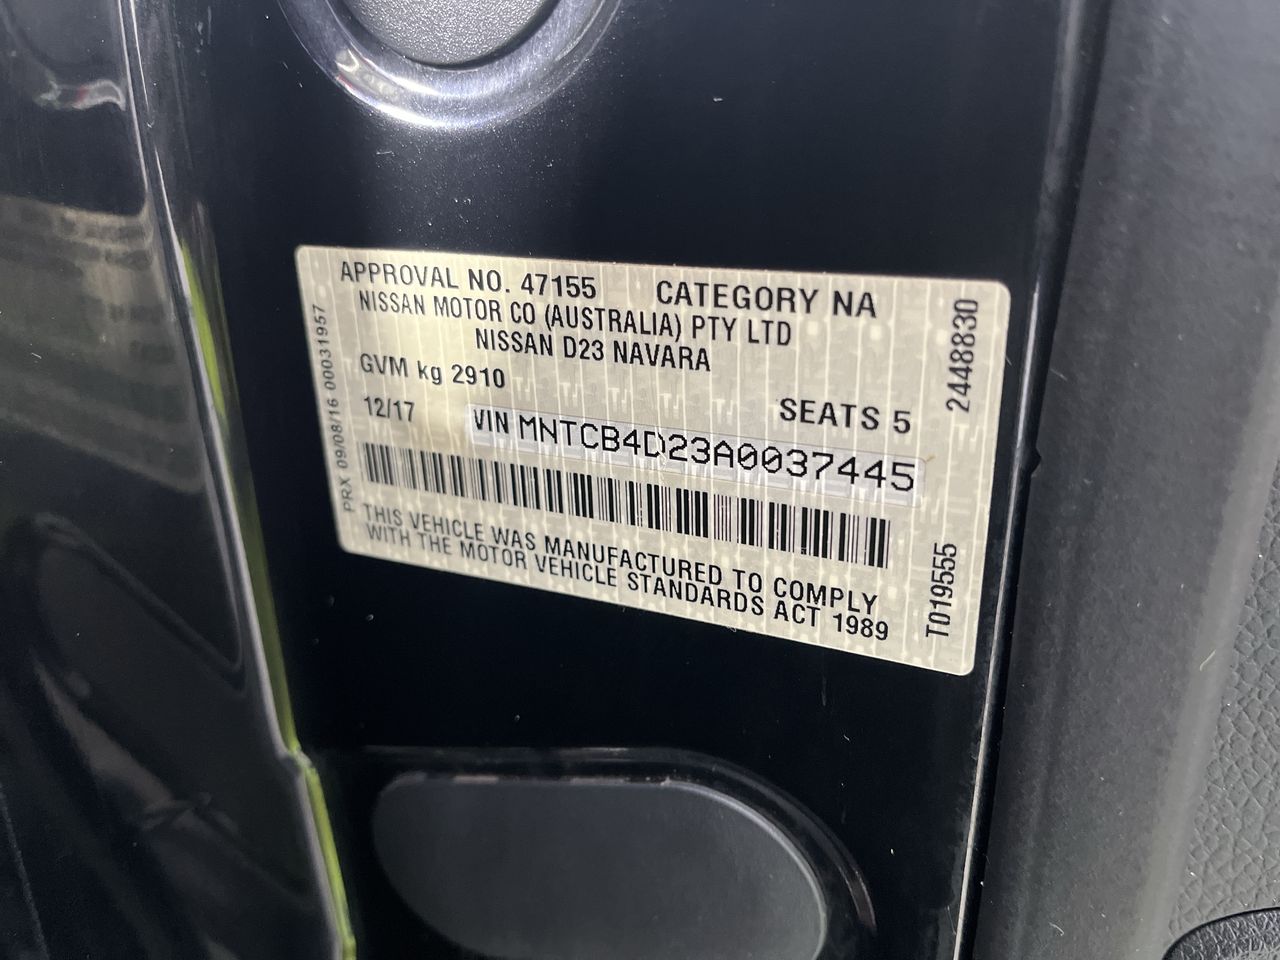 APPROVAL NO. 47155 CATEGORY NA
NISSAN MOTOR CO (AUSTRALIA) PTY LTD
NISSAN D23 NAVARA
GVM kg 2910
SEATS 5
12/17
VIN MNTCB4D23A0037445
THIS VEHICLE WAS MANUFACTURED TO COMPLY
WITH THE MOTOR VEHICLE STANDARDS ACT 1989
PRX 09/08/16 00031957
2448830
T019555